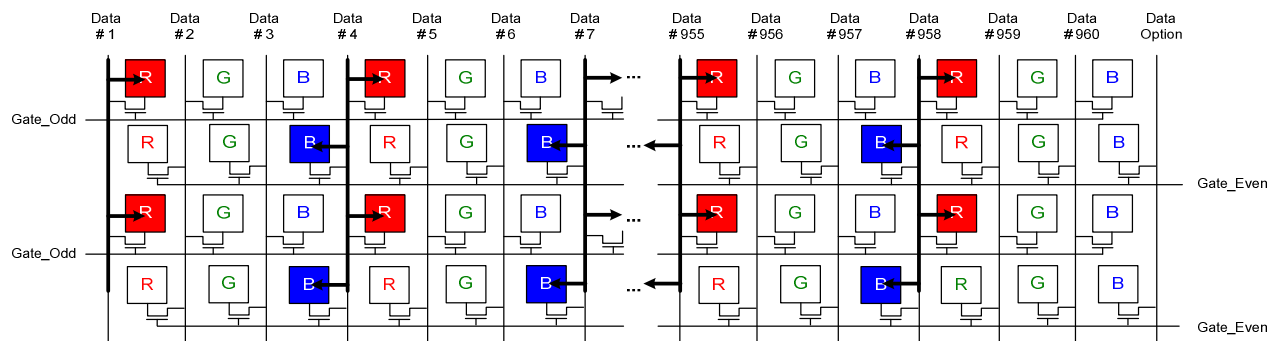 Data Data Data Data Data Data Data Data Data Data Data Data Data Data
#1 #2 #3 #4 #5 #6 #7 #955 #956 #957 #958 #959 #960 Option
R G B R G B ... R G B R G B
Gate_Odd
R G B R G B ... R G B R G B
Gate_Even
R G B R G B ... R G B R G B
Gate_Odd
R G B R G B ... R G B R G B
Gate_Even